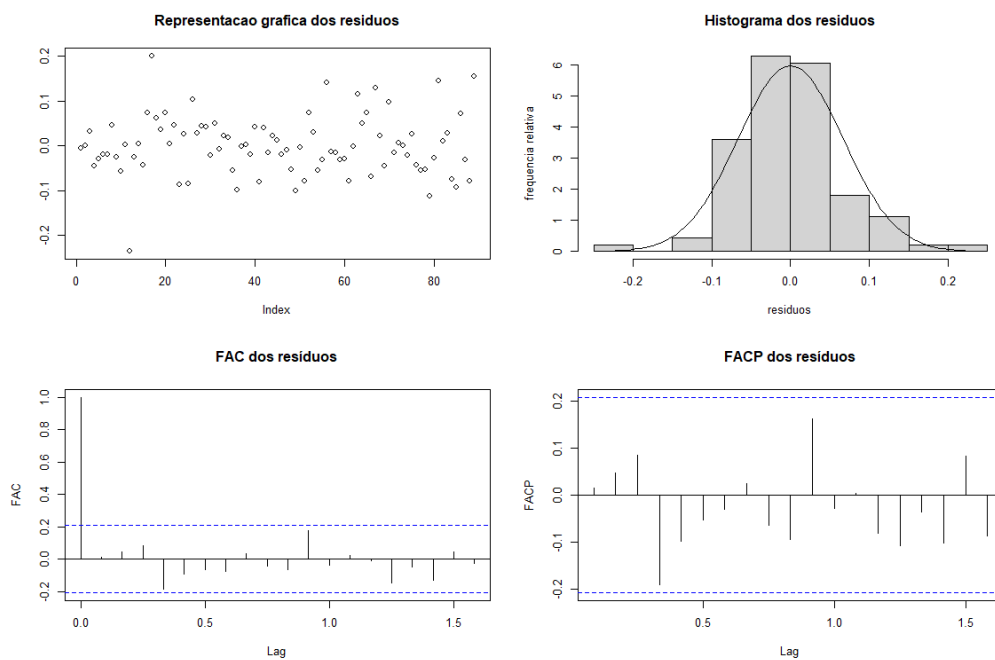 Representacao grafica dos residuos
0.2
0.1
0.0
-0.1
-0.2
0 20 40 60 80
Index
Histograma dos residuos
frequencia relativa
6
5
4
3
2
1
0
-0.2 -0.1 0.0 0.1 0.2
residuos
FAC dos resíduos
FAC
1.0
0.8
0.6
0.4
0.2
0.0
-0.2
0.0 0.5 1.0 1.5
Lag
FACP dos resíduos
FACP
0.2
0.1
0.0
-0.1
-0.2
0.5 1.0 1.5
Lag